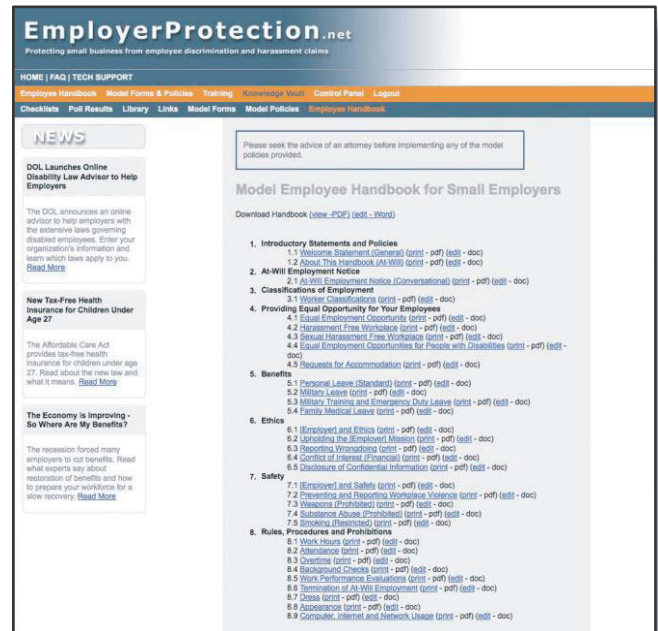 EmployerProtection.net
Protecting small business from employee discrimination and harassment claims
HOME | FAQ | TECH SUPPORT
Employee Handbook Model Forms & Policies Training Knowledge Vault Control Panel Logout
Checklists Poll Results Library Links Model Forms Model Policies Employee Handbook
NEWS
DOL Launches Online
Disability Law Advisor to Help
Employers
The DOL announces an online
advisor to help employers with
the extensive laws governing
disabled employees. Enter your
organization's information and
learn which laws apply to you.
Read More
New Tax-Free Health
Insurance for Children Under
Age 27
The Affordable Care Act
provides tax-free health
insurance for children under age
27. Read about the new law and
what it means. Read More
The Economy is Improving -
So Where Are My Benefits?
The recession forced many
employers to cut benefits. Read
what experts say about
restoration of benefits and how
to prepare your workforce for a
slow recovery. Read More
Please seek the advice of an attorney before implementing any of the model
policies provided.
Model Employee Handbook for Small Employers
Download Handbook (view -PDF) (edit - Word)
1. Introductory Statements and Policies
1.1 Welcome Statement (General) (print - pdf) (edit - doc)
1.2 About This Handbook (At-Will) (print - pdf) (edit - doc)
2. At-Will Employment Notice
2.1 At-Will Employment Notice (Conversational) (print - pdf) (edit - doc)
3. Classifications of Employment
3.1 Worker Classifications (print - pdf) (edit - doc)
4. Providing Equal Opportunity for Your Employees
4.1 Equal Employment Opportunity (print - pdf) (edit - doc)
4.2 Harassment Free Workplace (print - pdf) (edit - doc)
4.3 Sexual Harassment Free Workplace (print - pdf) (edit - doc)
4.4 Equal Employment Opportunities for People with Disabilities (print - pdf) (edit -
doc)
4.5 Requests for Accommodation (print - pdf) (edit - doc)
5. Benefits
5.1 Personal Leave (Standard) (print - pdf) (edit - doc)
5.2 Military Leave (print - pdf) (edit - doc)
5.3 Military Training and Emergency Duty Leave (print - pdf) (edit - doc)
5.4 Family Medical Leave (print - pdf) (edit - doc)
6. Ethics
6.1 [Employer] and Ethics (print - pdf) (edit - doc)
6.2 Upholding the [Employer] Mission (print - pdf) (edit - doc)
6.3 Reporting Wrongdoing (print - pdf) (edit - doc)
6.4 Conflict of Interest (Financial) (print - pdf) (edit - doc)
6.5 Disclosure of Confidential Information (print - pdf) (edit - doc)
7. Safety
7.1 [Employer] and Safety (print - pdf) (edit - doc)
7.2 Preventing and Reporting Workplace Violence (print - pdf) (edit - doc)
7.3 Weapons (Prohibited) (print - pdf) (edit - doc)
7.4 Substance Abuse (Prohibited) (print - pdf) (edit - doc)
7.5 Smoking (Restricted) (print - pdf) (edit - doc)
8. Rules, Procedures and Prohibitions
8.1 Work Hours (print - pdf) (edit - doc)
8.2 Attendance (print - pdf) (edit - doc)
8.3 Overtime (print - pdf) (edit - doc)
8.4 Background Checks (print - pdf) (edit - doc)
8.5 Work Performance Evaluations (print - pdf) (edit - doc)
8.6 Termination of At-Will Employment (print - pdf) (edit - doc)
8.7 Dress (print - pdf) (edit - doc)
8.8 Appearance (print - pdf) (edit - doc)
8.9 Computer, Internet and Network Usage (print - pdf) (edit - doc)